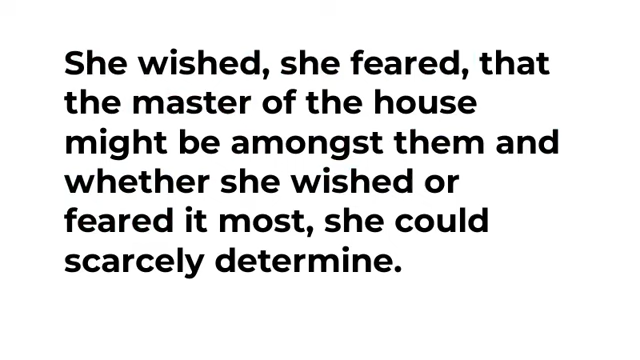 She wished, she feared, that
the master of the house
might be amongst them and
whether she wished or
feared it most, she could
scarcely determine.